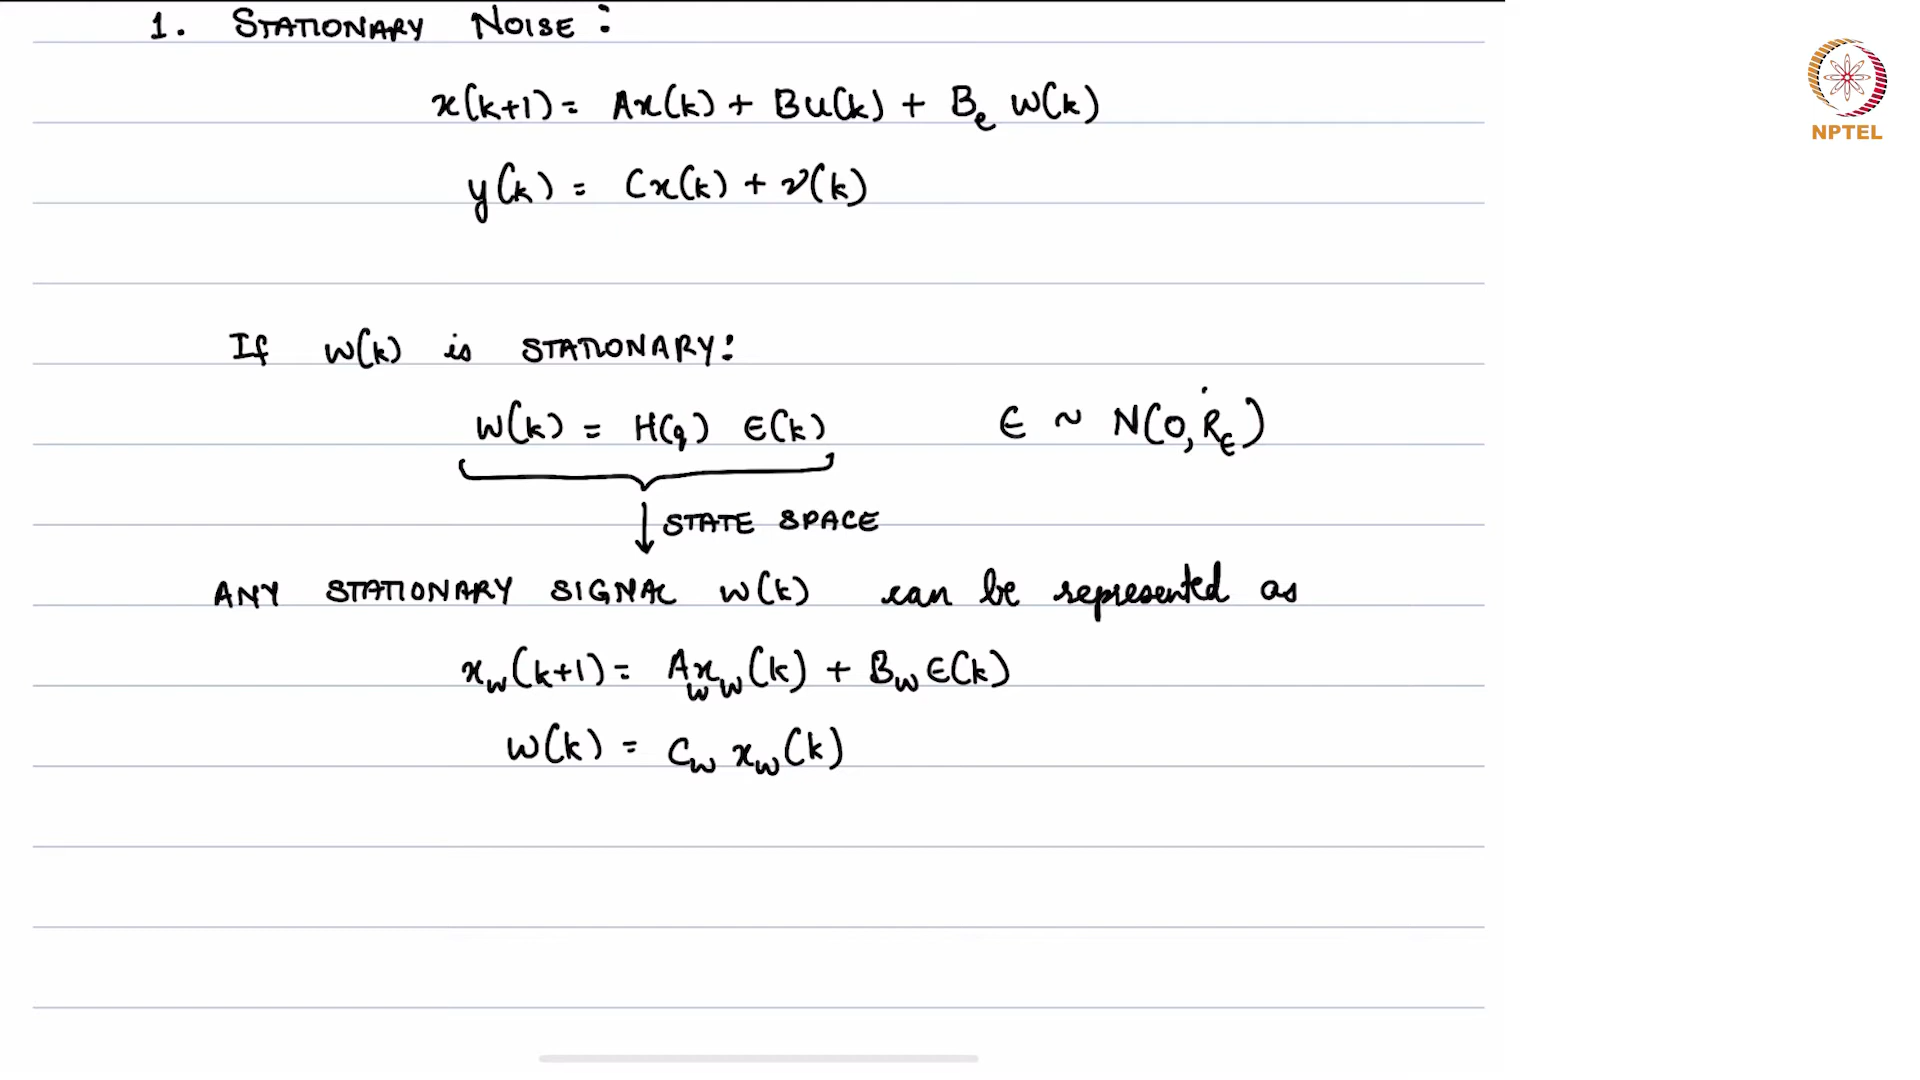 1. STATIONARY NOISE :
x(k+1) = Ax(k) + Bu(k) + B_e w(k)
y(k) = Cx(k) + v(k)
NPTEL
If w(k) is STATIONARY:
w(k) = H(q) ∈(k) ∈ ~ N(0, R_∈)
↓ STATE SPACE
ANY STATIONARY SIGNAL w(k) can be represented as
x_w(k+1) = A_w x_w(k) + B_w ∈(k)
w(k) = C_w x_w(k)